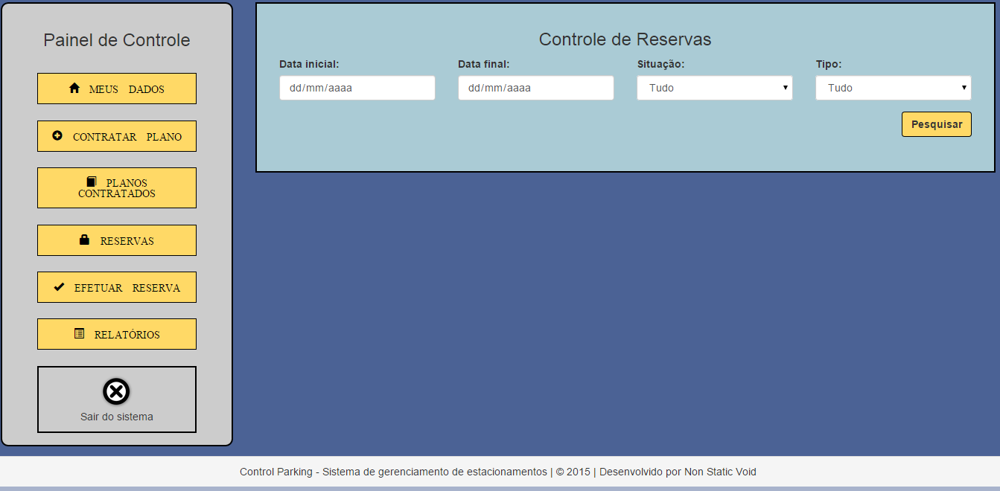 Painel de Controle
MEUS DADOS
CONTRATAR PLANO
PLANOS
CONTRATADOS
RESERVAS
EFETUAR RESERVA
RELATÓRIOS
Sair do sistema
Controle de Reservas
Data inicial: Data final: Situação: Tipo:
dd/mm/aaaa dd/mm/aaaa Tudo Tudo
Pesquisar
Control Parking - Sistema de gerenciamento de estacionamentos | © 2015 | Desenvolvido por Non Static Void